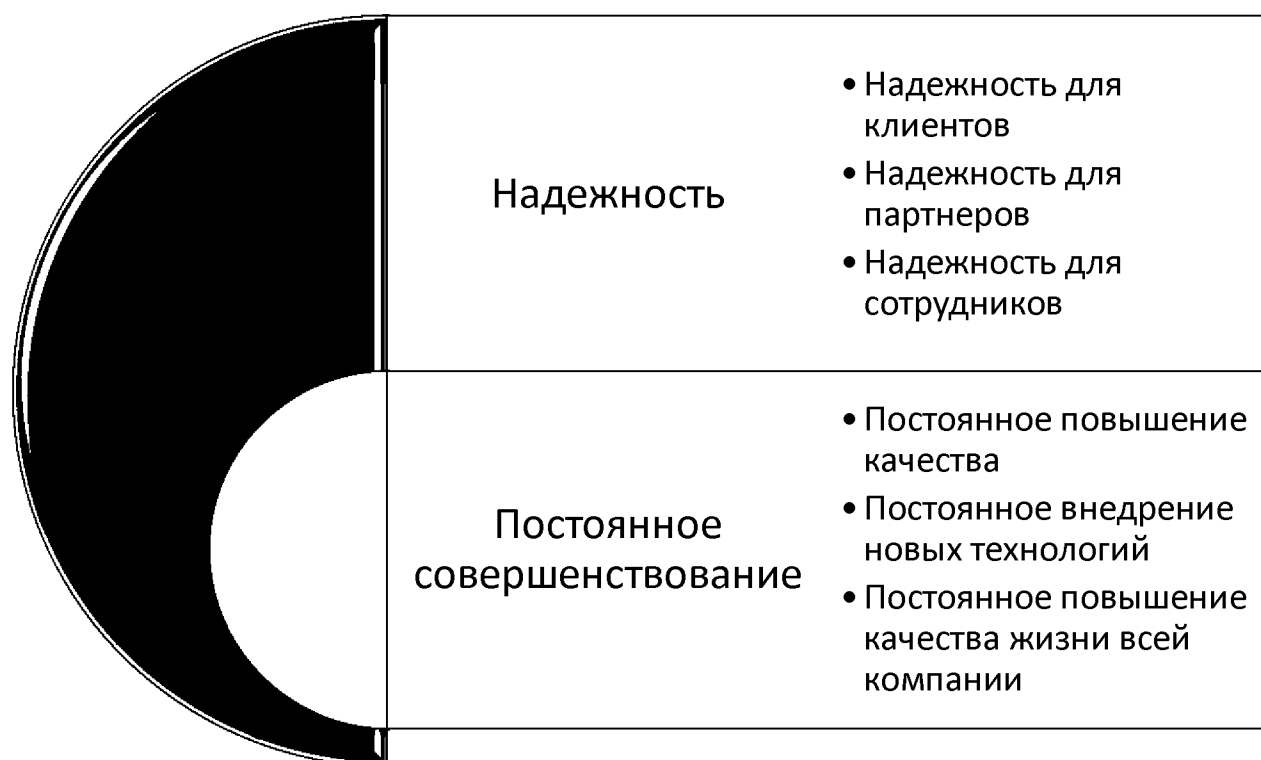 Надежность
• Надежность для
клиентов
• Надежность для
партнеров
• Надежность для
сотрудников
Постоянное
совершенствование
• Постоянное повышение
качества
• Постоянное внедрение
новых технологий
• Постоянное повышение
качества жизни всей
компании